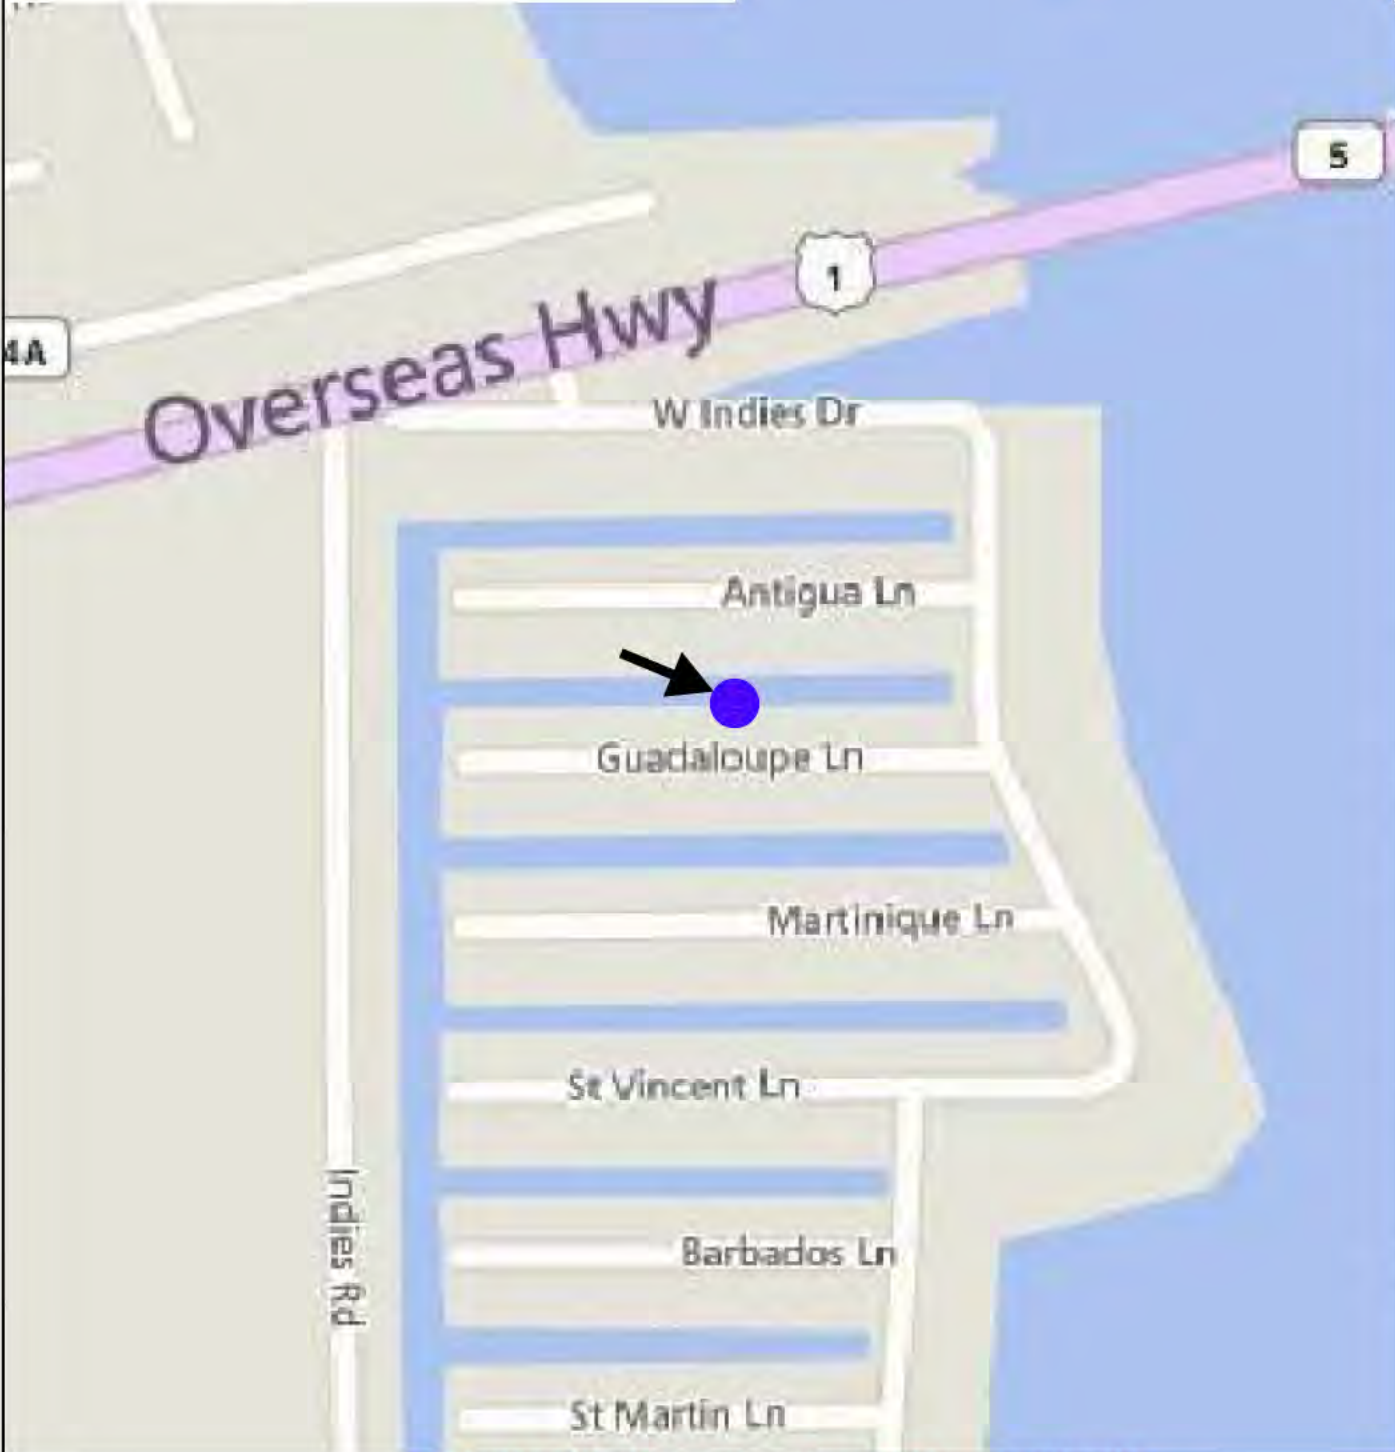 5
1
4A
Overseas Hwy
W Indies Dr
Antigua Ln
Guadaloupe Ln
Martinique Ln
St Vincent Ln
Indies Rd
Barbados Ln
St Martin Ln